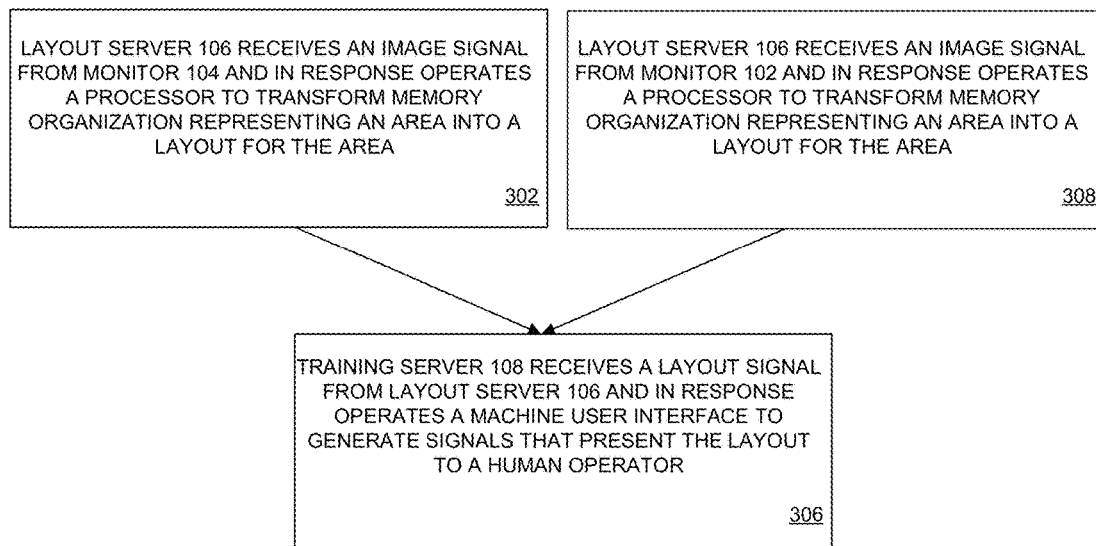 LAYOUT SERVER 106 RECEIVES AN IMAGE SIGNAL
FROM MONITOR 104 AND IN RESPONSE OPERATES
A PROCESSOR TO TRANSFORM MEMORY
ORGANIZATION REPRESENTING AN AREA INTO A
LAYOUT FOR THE AREA
302
LAYOUT SERVER 106 RECEIVES AN IMAGE SIGNAL
FROM MONITOR 102 AND IN RESPONSE OPERATES
A PROCESSOR TO TRANSFORM MEMORY
ORGANIZATION REPRESENTING AN AREA INTO A
LAYOUT FOR THE AREA
308
TRAINING SERVER 108 RECEIVES A LAYOUT SIGNAL
FROM LAYOUT SERVER 106 AND IN RESPONSE
OPERATES A MACHINE USER INTERFACE TO
GENERATE SIGNALS THAT PRESENT THE LAYOUT
TO A HUMAN OPERATOR
306